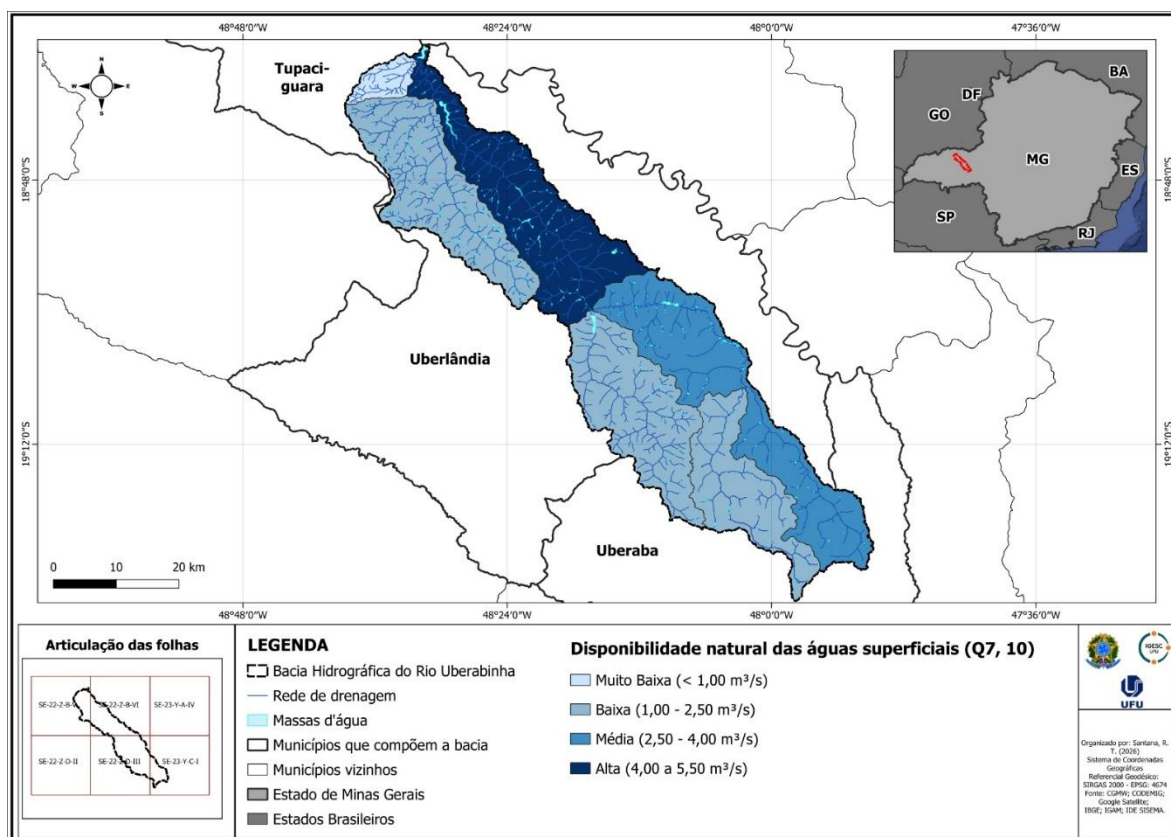 48°48'0"W 48°24'0"W 48°0'0"W 47°36'0"W
N
W E
S
Tupaci-
guara
BA
DF
GO
MG
ES
SP
RJ
18°48'0"S 18°48'0"S
Uberlândia
19°12'0"S 19°12'0"S
Uberaba
0 10 20 km
48°48'0"W 48°24'0"W 48°0'0"W 47°36'0"W
Articulação das folhas
SE-22-Z-B-VI SE-23-Y-A-IV
SE-22-Z-D-II SE-22-Z-D-III SE-23-Y-C-I
LEGENDA
Bacia Hidrográfica do Rio Uberabinha
Rede de drenagem
Massas d'água
Municípios que compõem a bacia
Municípios vizinhos
Estado de Minas Gerais
Estados Brasileiros
Disponibilidade natural das águas superficiais (Q7, 10)
Muito Baixa (< 1,00 m³/s)
Baixa (1,00 - 2,50 m³/s)
Média (2,50 - 4,00 m³/s)
Alta (4,00 a 5,50 m³/s)
IGESC
UFU
UFU
Organizado por: Santana, R.
T. (2026)
Sistema de Coordenadas
Geográficas
Referencial Geodésico:
SIRGAS 2000 - EPSG: 4674
Fonte: CGMW; CODEMIG;
Google Satellite;
IBGE; IGAM; IDE SISEMA.